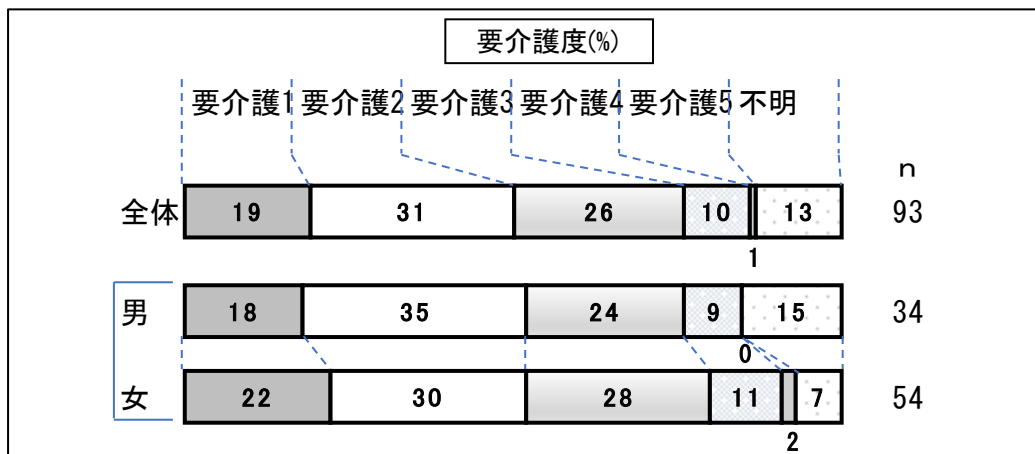 要介護度(%)
要介護1 要介護2 要介護3 要介護4 要介護5 不明
n
全体 19 31 26 10 13 93
1
男 18 35 24 9 15 34
0
女 22 30 28 11 7 54
2